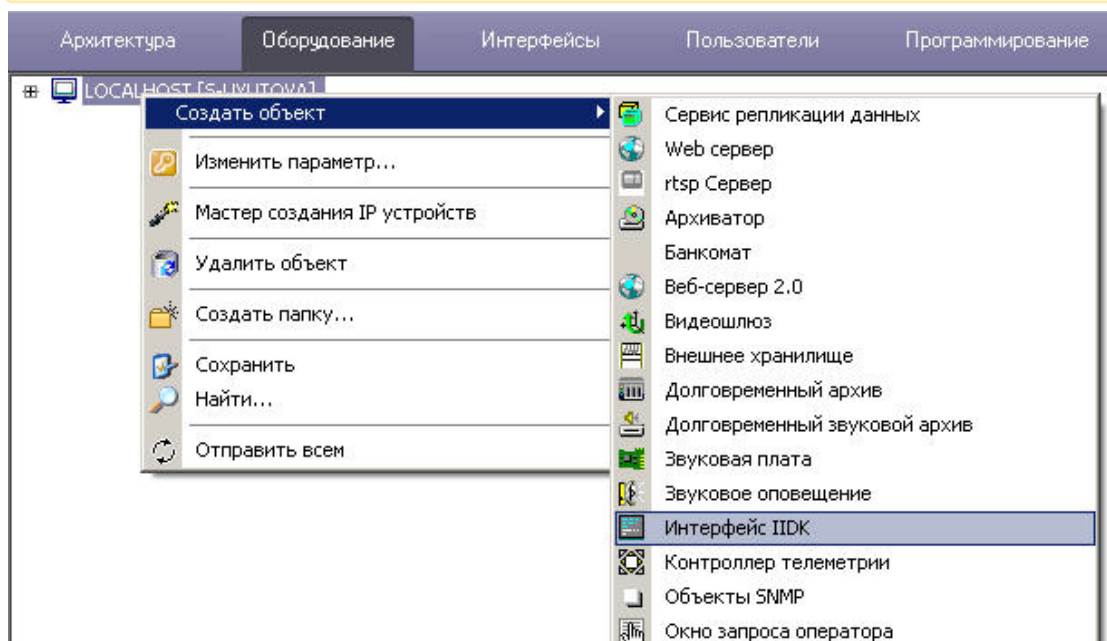 Архитектура Оборудование Интерфейсы Пользователи Программирование
LOCALHOST [S-UYUTOVA]
Создать объект
Изменить параметр...
Мастер создания IP устройств
Удалить объект
Создать папку...
Сохранить
Найти...
Отправить всем
Сервис репликации данных
Web сервер
rtsp Сервер
Архиватор
Банкомат
Веб-сервер 2.0
Видеошлюз
Внешнее хранилище
Долговременный архив
Долговременный звуковой архив
Звуковая плата
Звуковое оповещение
Интерфейс IIDK
Контроллер телеметрии
Объекты SNMP
Окно запроса оператора